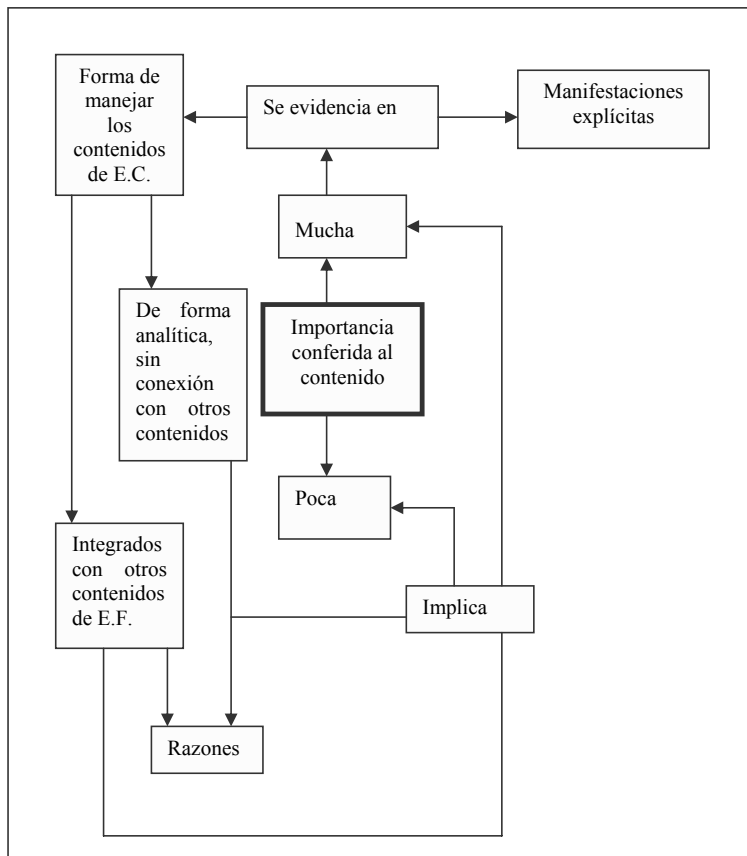 Forma de
manejar
los
contenidos
de E.C.
Se evidencia en
Manifestaciones
explícitas
Mucha
De forma
analítica,
sin
conexión
con otros
contenidos
Importancia
conferida al
contenido
Poca
Integrados
con otros
contenidos
de E.F.
Implica
Razones